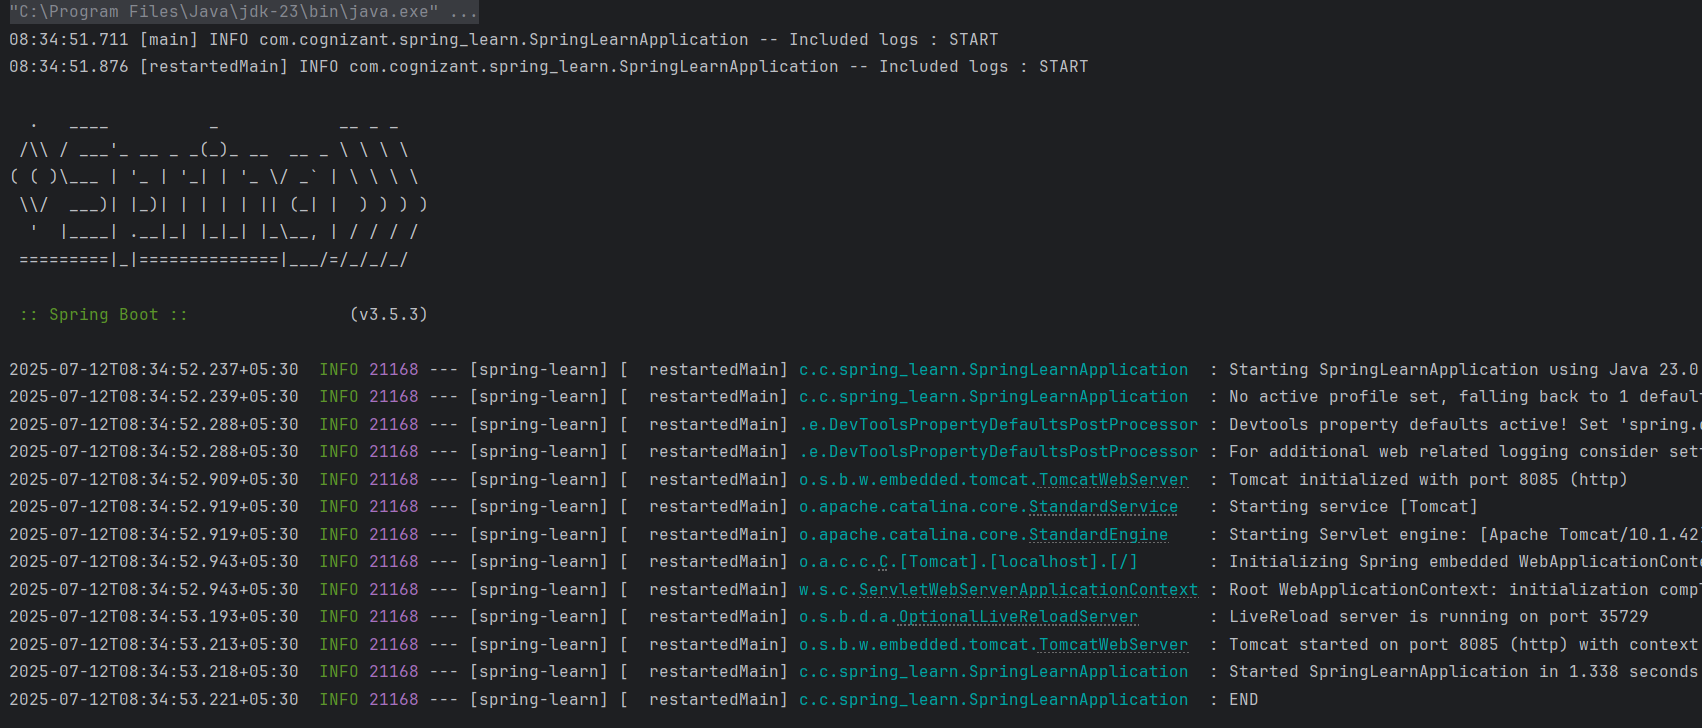 "C:\Program Files\Java\jdk-23\bin\java.exe" ...
08:34:51.711 [main] INFO com.cognizant.spring_learn.SpringLearnApplication -- Included logs : START
08:34:51.876 [restartedMain] INFO com.cognizant.spring_learn.SpringLearnApplication -- Included logs : START

  .   ____          _            __ _ _
 /\\ / ___'_ __ _ _(_)_ __  __ _ \ \ \ \
( ( )\___ | '_ | '_| | '_ \/ _` | \ \ \ \
 \\/  ___)| |_)| | | | | || (_| |  ) ) ) )
  '  |____| .__|_| |_|_| |_\__, | / / / /
 =========|_|==============|___/=/_/_/_/

 :: Spring Boot ::                (v3.5.3)

2025-07-12T08:34:52.237+05:30  INFO 21168 --- [spring-learn] [  restartedMain] c.c.spring_learn.SpringLearnApplication  : Starting SpringLearnApplication using Java 23.0
2025-07-12T08:34:52.239+05:30  INFO 21168 --- [spring-learn] [  restartedMain] c.c.spring_learn.SpringLearnApplication  : No active profile set, falling back to 1 defaul
2025-07-12T08:34:52.288+05:30  INFO 21168 --- [spring-learn] [  restartedMain] .e.DevToolsPropertyDefaultsPostProcessor : Devtools property defaults active! Set 'spring.
2025-07-12T08:34:52.288+05:30  INFO 21168 --- [spring-learn] [  restartedMain] .e.DevToolsPropertyDefaultsPostProcessor : For additional web related logging consider set
2025-07-12T08:34:52.909+05:30  INFO 21168 --- [spring-learn] [  restartedMain] o.s.b.w.embedded.tomcat.TomcatWebServer  : Tomcat initialized with port 8085 (http)
2025-07-12T08:34:52.919+05:30  INFO 21168 --- [spring-learn] [  restartedMain] o.apache.catalina.core.StandardService   : Starting service [Tomcat]
2025-07-12T08:34:52.919+05:30  INFO 21168 --- [spring-learn] [  restartedMain] o.apache.catalina.core.StandardEngine    : Starting Servlet engine: [Apache Tomcat/10.1.42]
2025-07-12T08:34:52.943+05:30  INFO 21168 --- [spring-learn] [  restartedMain] o.a.c.c.C.[Tomcat].[localhost].[/]       : Initializing Spring embedded WebApplicationConte
2025-07-12T08:34:52.943+05:30  INFO 21168 --- [spring-learn] [  restartedMain] w.s.c.ServletWebServerApplicationContext : Root WebApplicationContext: initialization compl
2025-07-12T08:34:53.193+05:30  INFO 21168 --- [spring-learn] [  restartedMain] o.s.b.d.a.OptionalLiveReloadServer       : LiveReload server is running on port 35729
2025-07-12T08:34:53.213+05:30  INFO 21168 --- [spring-learn] [  restartedMain] o.s.b.w.embedded.tomcat.TomcatWebServer  : Tomcat started on port 8085 (http) with context
2025-07-12T08:34:53.218+05:30  INFO 21168 --- [spring-learn] [  restartedMain] c.c.spring_learn.SpringLearnApplication  : Started SpringLearnApplication in 1.338 seconds
2025-07-12T08:34:53.221+05:30  INFO 21168 --- [spring-learn] [  restartedMain] c.c.spring_learn.SpringLearnApplication  : END